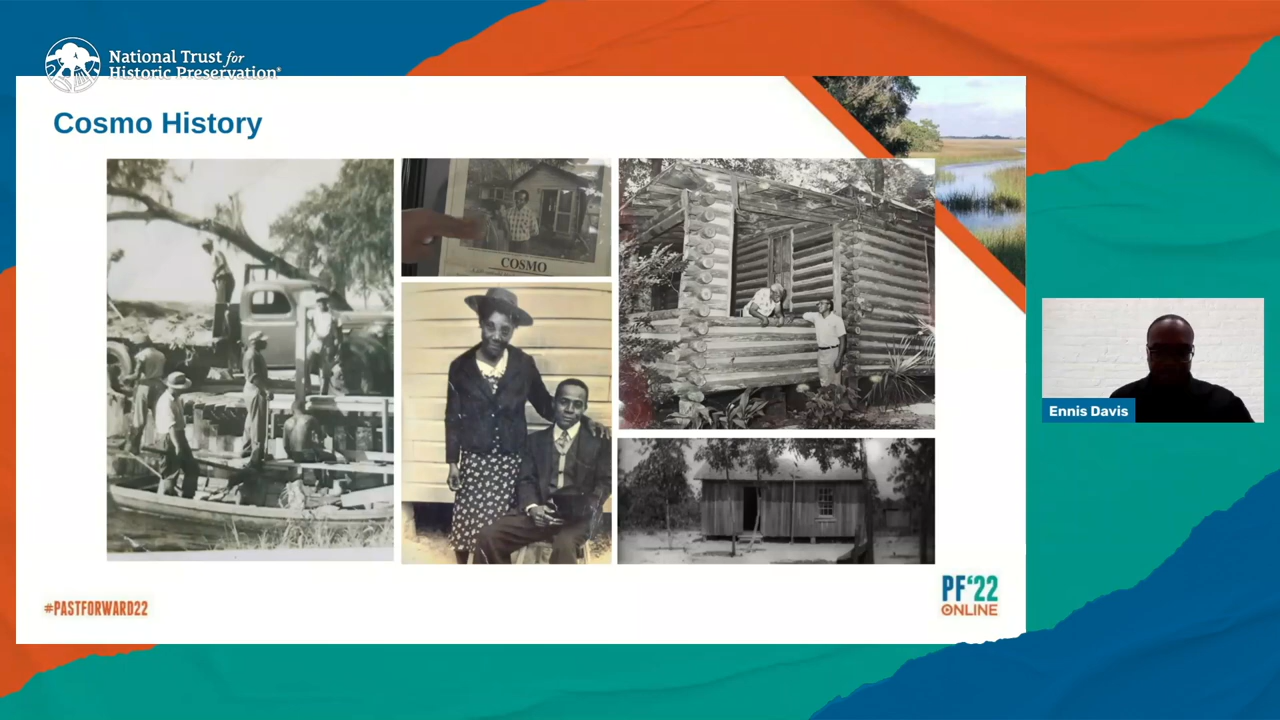 National Trust for
Historic Preservation®
Cosmo History
COSMO
Ennis Davis
#PASTFORWARD22
PF‘22
ONLINE